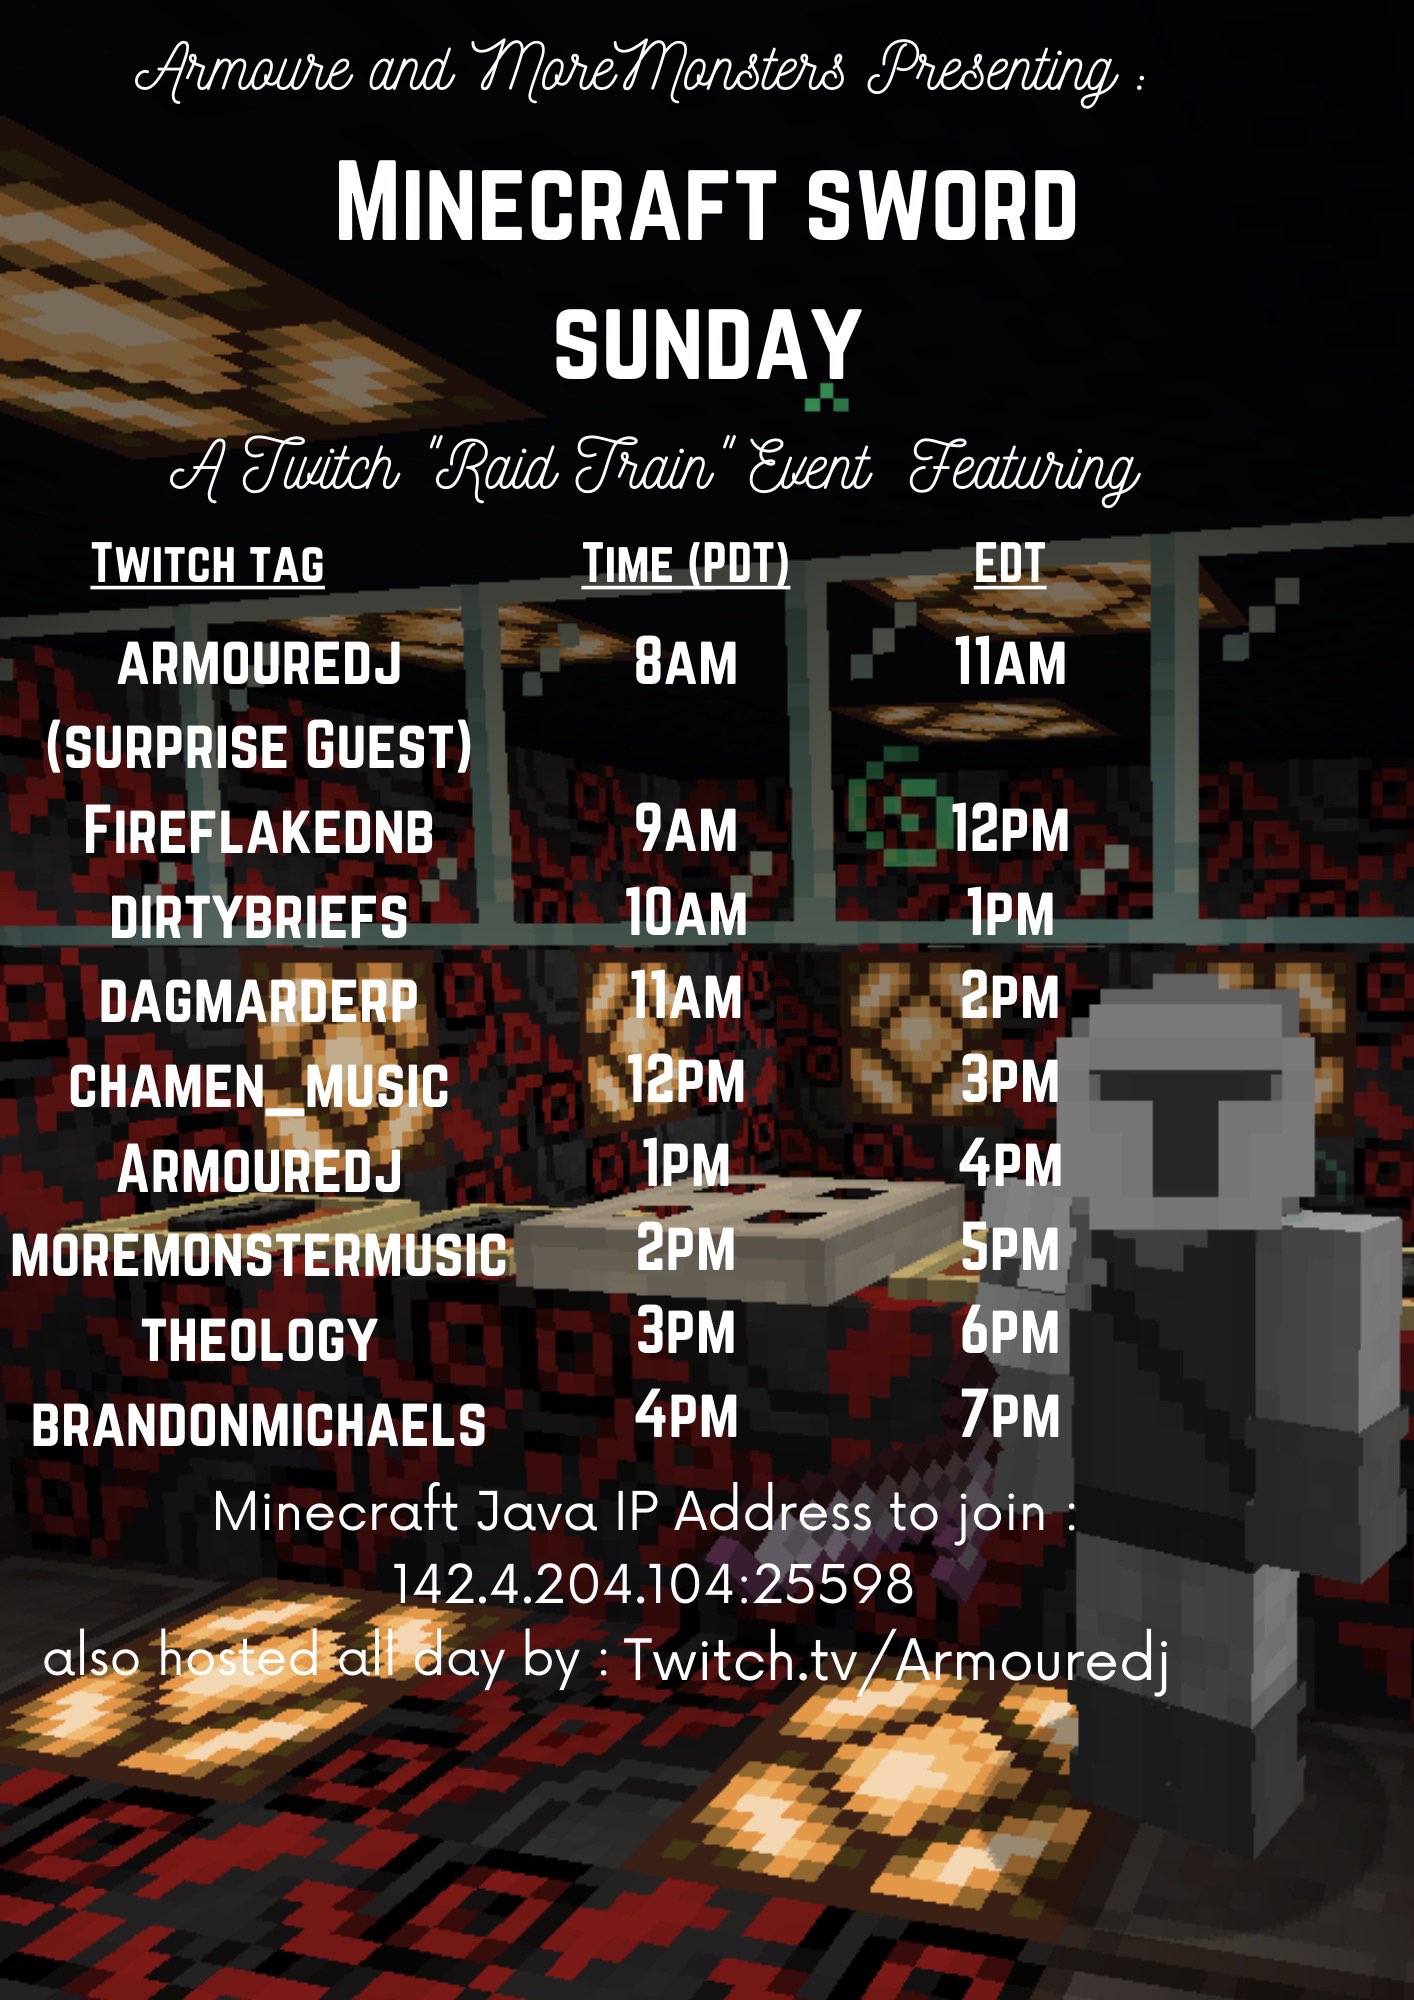 Armoure and MoreMonsters Presenting :
Minecraft sword
sunday
A Twitch "Raid Train" Event Featuring
Twitch tag Time (PDT) EDT
armouredj 8am 11am
(surprise Guest)
Fireflakednb 9am 12pm
dirtybriefs 10am 1pm
dagmarderp 11am 2pm
chamen_music 12pm 3pm
Armouredj 1pm 4pm
moremonstermusic 2pm 5pm
theology 3pm 6pm
brandonmichaels 4pm 7pm
Minecraft Java IP Address to join :
142.4.204.104:25598
also hosted all day by : Twitch.tv/Armouredj